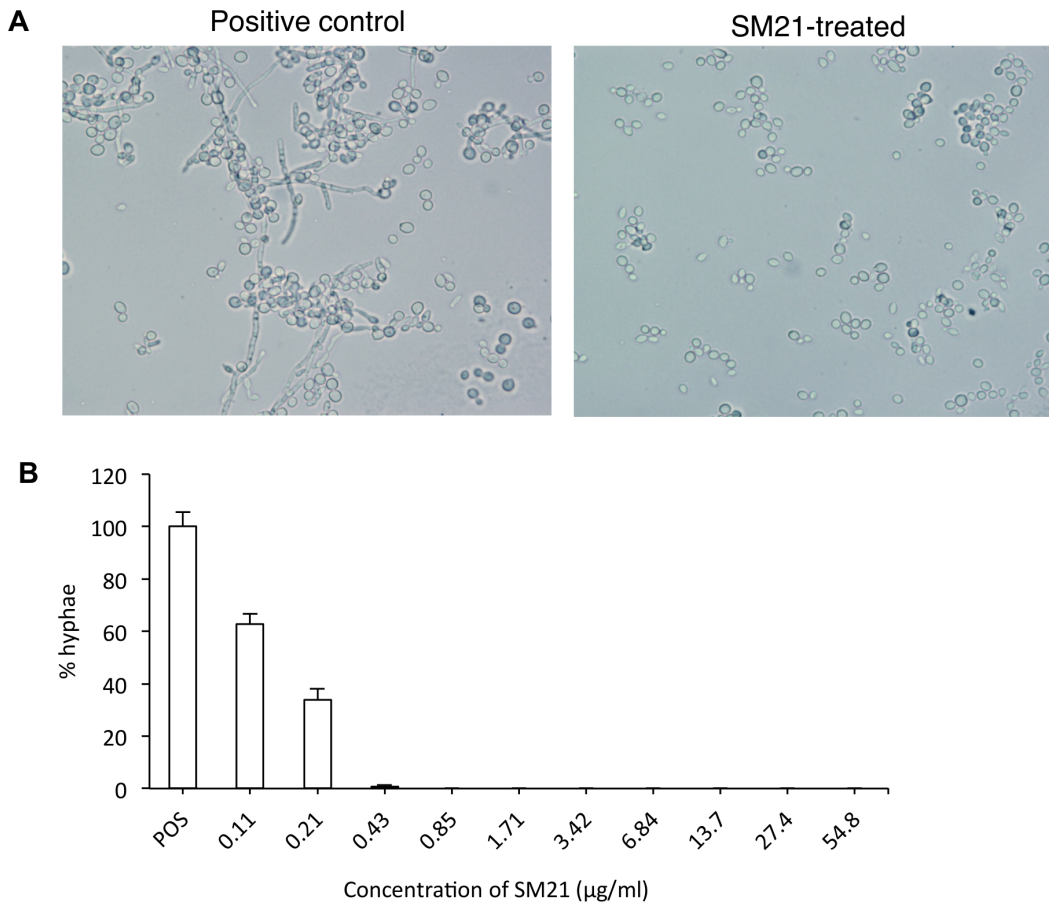 A
Positive control
SM21-treated
B
120
100
80
60
40
20
0
% hyphae
POS
0.11
0.21
0.43
0.85
1.71
3.42
6.84
13.7
27.4
54.8
Concentration of SM21 (µg/ml)